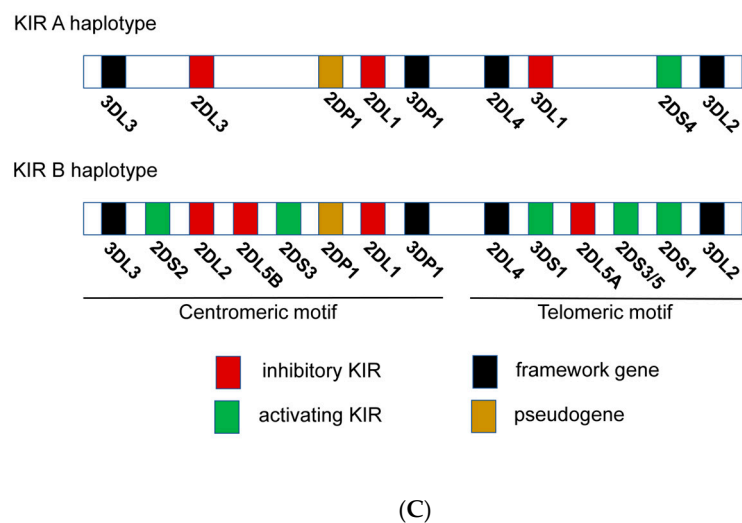 KIR A haplotype
3DL3 2DL3 2DP1 2DL1 3DP1 2DL4 3DL1 2DS4 3DL2
KIR B haplotype
3DL3 2DS2 2DL2 2DL5B 2DS3 2DP1 2DL1 3DP1 2DL4 3DS1 2DL5A 2DS3/5 2DS1 3DL2
Centromeric motif Telomeric motif
inhibitory KIR framework gene
activating KIR pseudogene
(C)